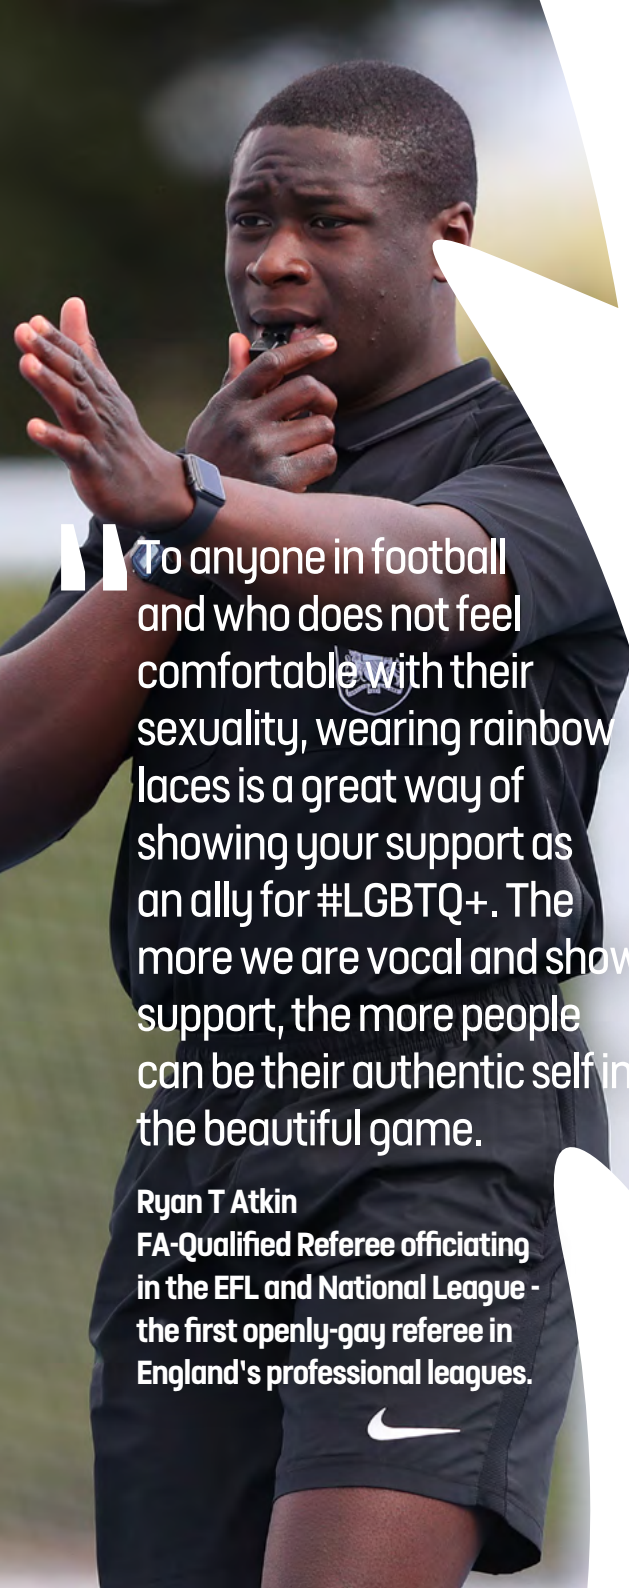 "To anyone in football
and who does not feel
comfortable with their
sexuality, wearing rainbow
laces is a great way of
showing your support as
an ally for #LGBTQ+. The
more we are vocal and show
support, the more people
can be their authentic self in
the beautiful game.
Ryan T Atkin
FA-Qualified Referee officiating
in the EFL and National League -
the first openly-gay referee in
England's professional leagues.